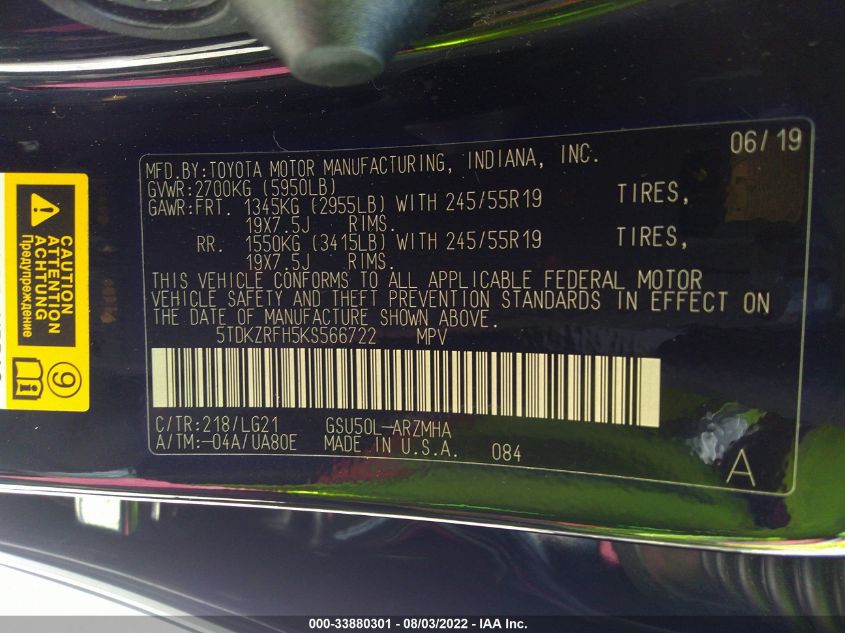 MFD.BY:TOYOTA MOTOR MANUFACTURING, INDIANA, INC. 06/19
GVWR:2700KG (5950LB)
GAWR:FRT. 1345KG (2955LB) WITH 245/55R19 TIRES,
19X7.5J RIMS.
RR. 1550KG (3415LB) WITH 245/55R19 TIRES,
19X7.5J RIMS.
THIS VEHICLE CONFORMS TO ALL APPLICABLE FEDERAL MOTOR
VEHICLE SAFETY AND THEFT PREVENTION STANDARDS IN EFFECT ON
THE DATE OF MANUFACTURE SHOWN ABOVE.
5TDKZRFH5KS566722 MPV
C/TR:218/LG21 GSU50L-ARZMHA
A/TM:-04A/UA80E MADE IN U.S.A. 084
A
CAUTION
ATTENTION
ACHTUNG
Предупреждение
9
000-33880301 - 08/03/2022 - IAA Inc.